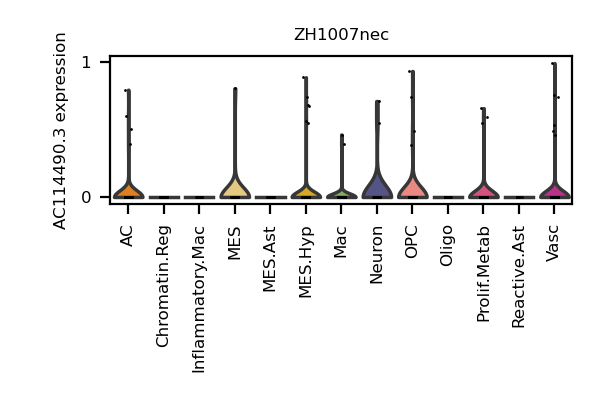 ZH1007nec
AC114490.3 expression
1
0
AC
Chromatin.Reg
Inflammatory.Mac
MES
MES.Ast
MES.Hyp
Mac
Neuron
OPC
Oligo
Prolif.Metab
Reactive.Ast
Vasc